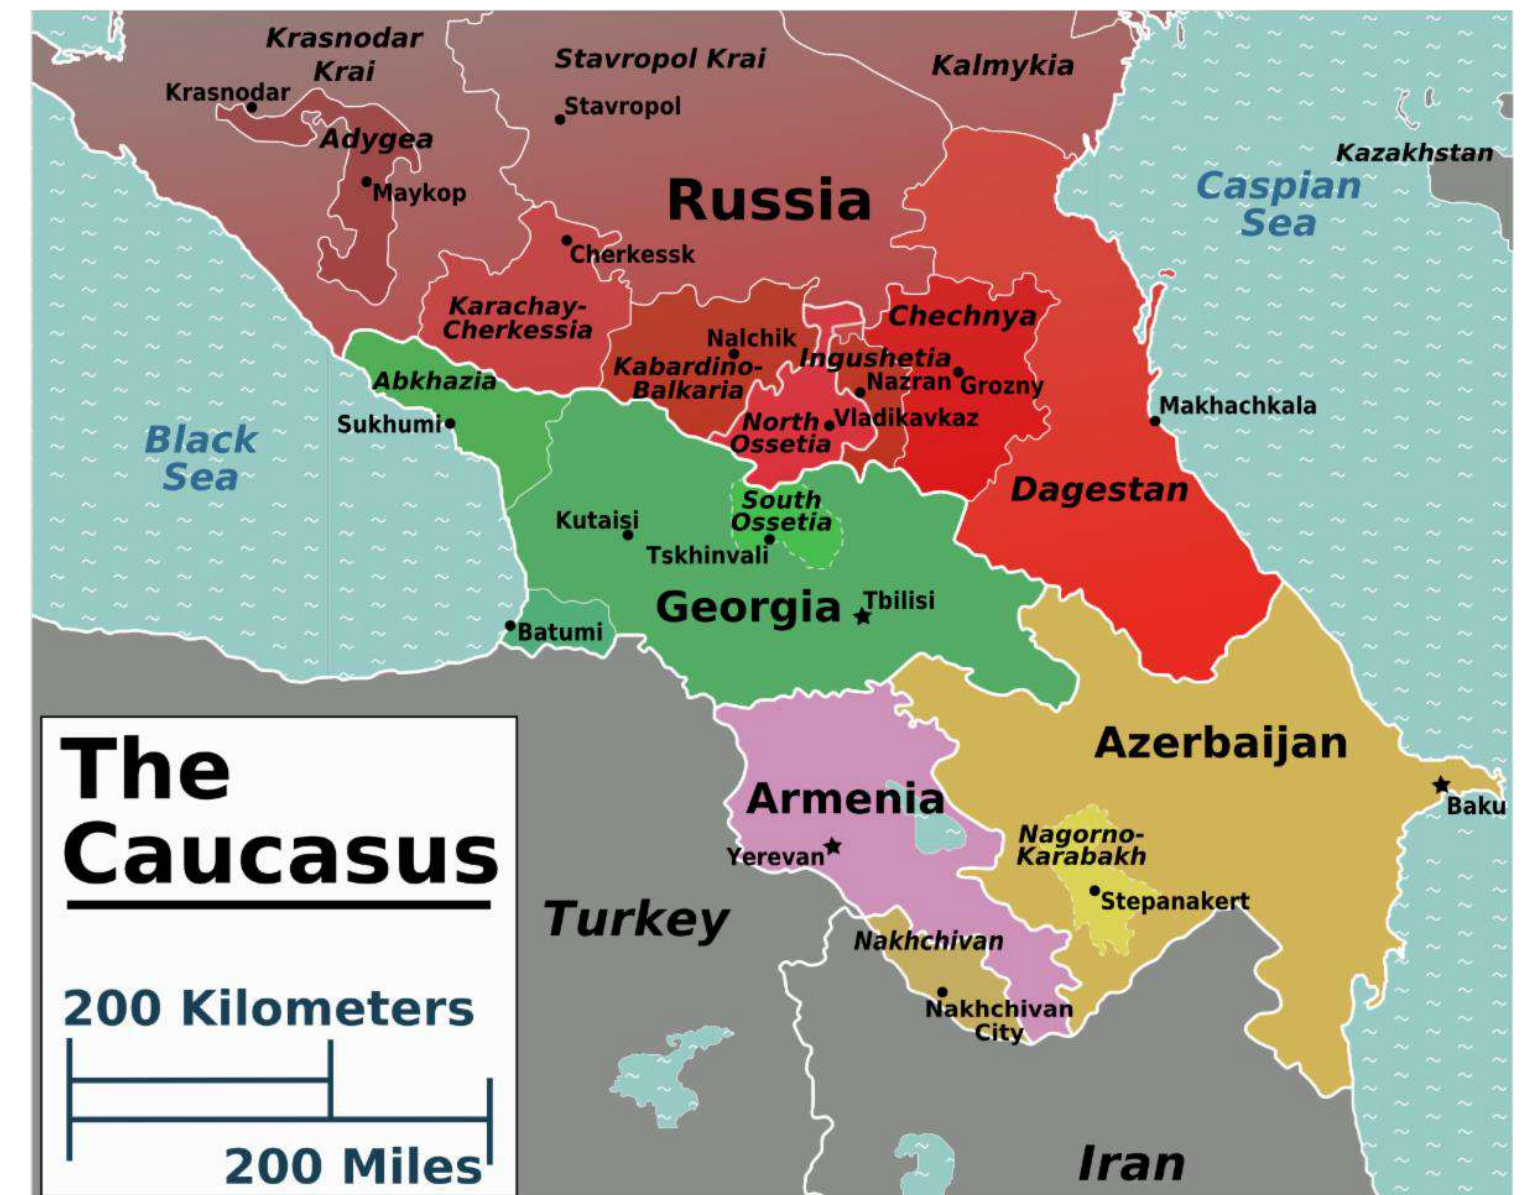 Krasnodar
Krai
Stavropol Krai
Kalmykia
Krasnodar
Stavropol
Adygea
Kazakhstan
Maykop
Russia
Caspian
Sea
Cherkessk
Karachay-
Cherkessia
Chechnya
Nalchik
Ingushetia
Kabardino-
Balkaria
Nazran
Grozny
Abkhazia
Makhachkala
Sukhumi
North
Ossetia
Vladikavkaz
Black
Sea
Dagestan
South
Ossetia
Kutaisi
Tskhinvali
Georgia
Tbilisi
Batumi
Azerbaijan
Armenia
Baku
Nagorno-
Karabakh
Yerevan
Stepanakert
Turkey
Nakhchivan
Nakhchivan
City
Iran
The
Caucasus
200 Kilometers
200 Miles